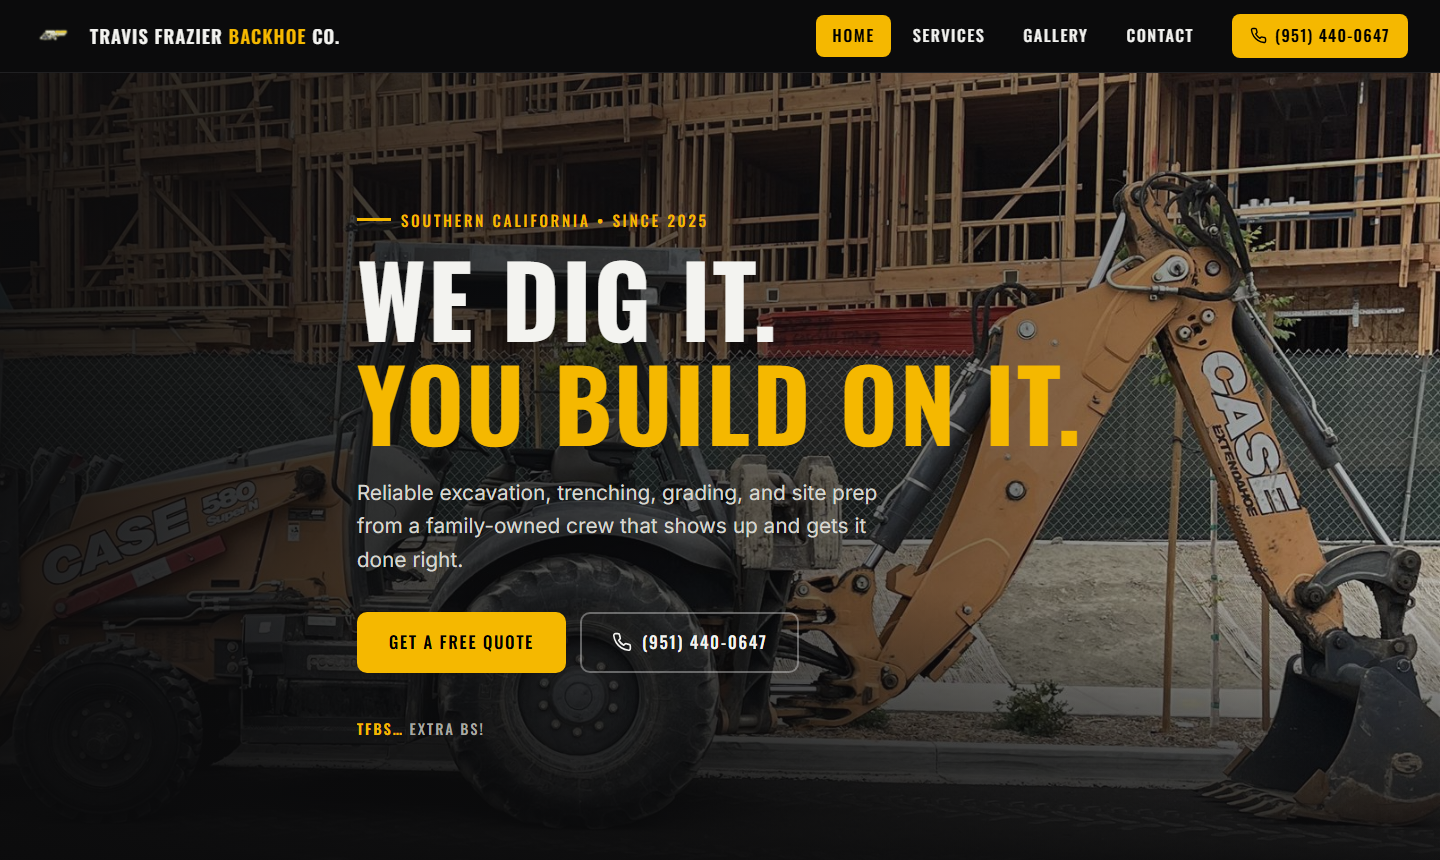 TRAVIS FRAZIER BACKHOE CO.
HOME
SERVICES
GALLERY
CONTACT
(951) 440-0647
SOUTHERN CALIFORNIA • SINCE 2025
WE DIG IT.
YOU BUILD ON IT.
Reliable excavation, trenching, grading, and site prep
from a family-owned crew that shows up and gets it
done right.
GET A FREE QUOTE
(951) 440-0647
TFBS… EXTRA BS!
CASE
580
Super N
CASE
EXTENDAHOE